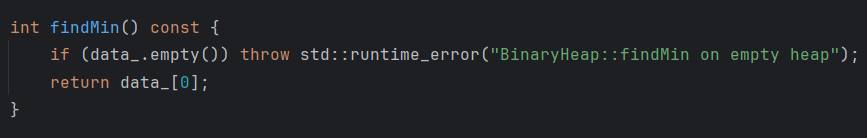 int findMin() const {
    if (data_.empty()) throw std::runtime_error("BinaryHeap::findMin on empty heap");
    return data_[0];
}